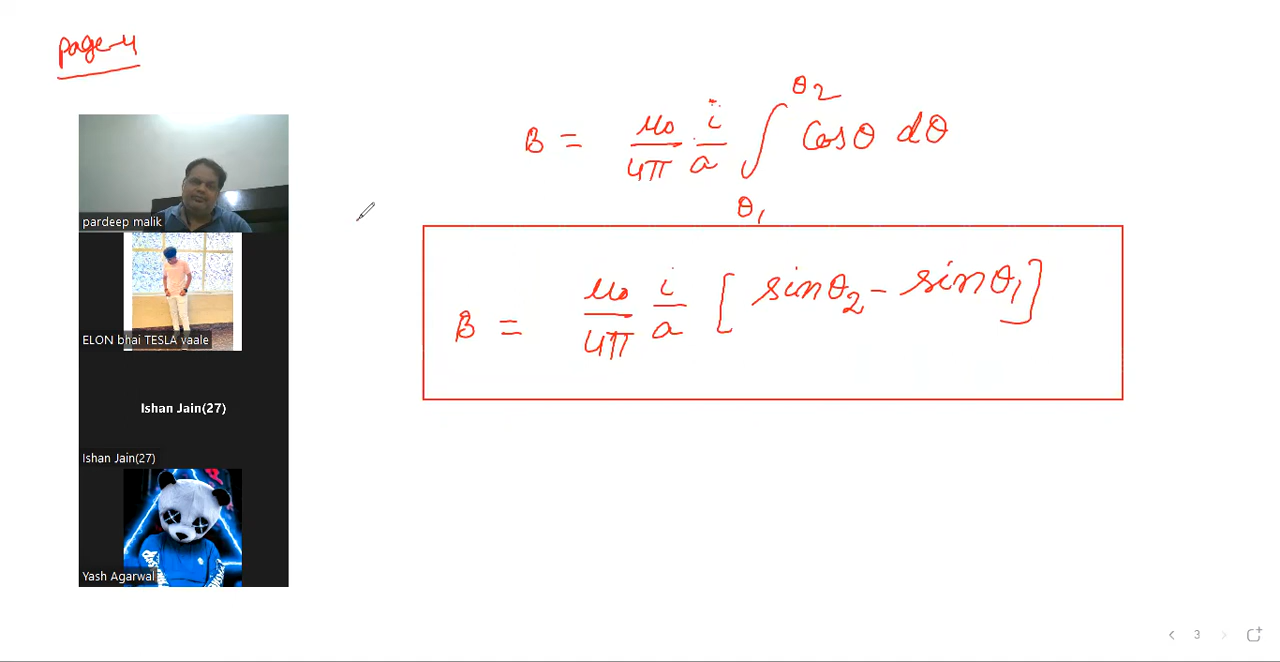 page-4
B = μ₀/4π i/a ∫θ₁^θ₂ cosθ dθ
B = μ₀/4π i/a [sinθ₂ - sinθ₁]
pardeep malik
ELON bhai TESLA vaale
Ishan Jain(27)
Ishan Jain(27)
Yash Agarwal
3